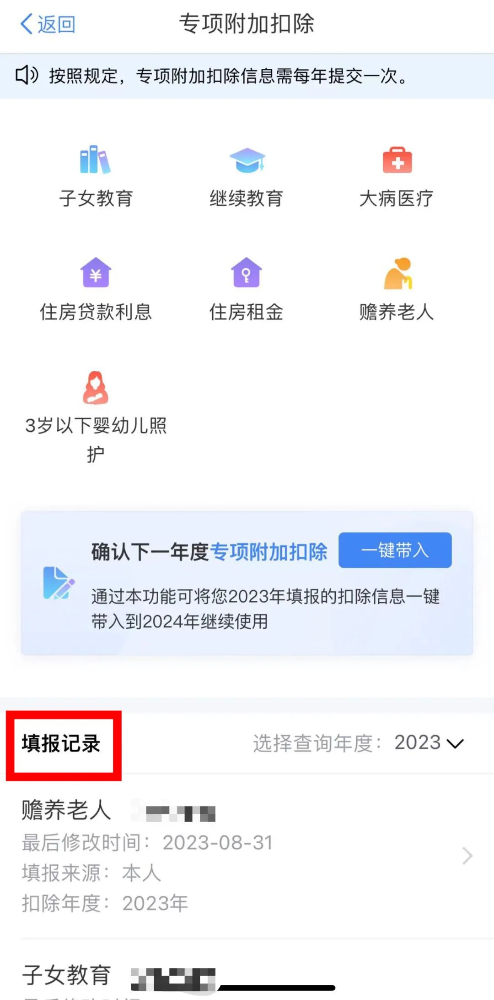 返回
专项附加扣除
按照规定，专项附加扣除信息需每年提交一次。
子女教育
继续教育
大病医疗
住房贷款利息
住房租金
赡养老人
3岁以下婴幼儿照
护
确认下一年度专项附加扣除
一键带入
通过本功能可将您2023年填报的扣除信息一键
带入到2024年继续使用
填报记录
选择查询年度：2023
赡养老人
最后修改时间：2023-08-31
填报来源：本人
扣除年度：2023年
子女教育